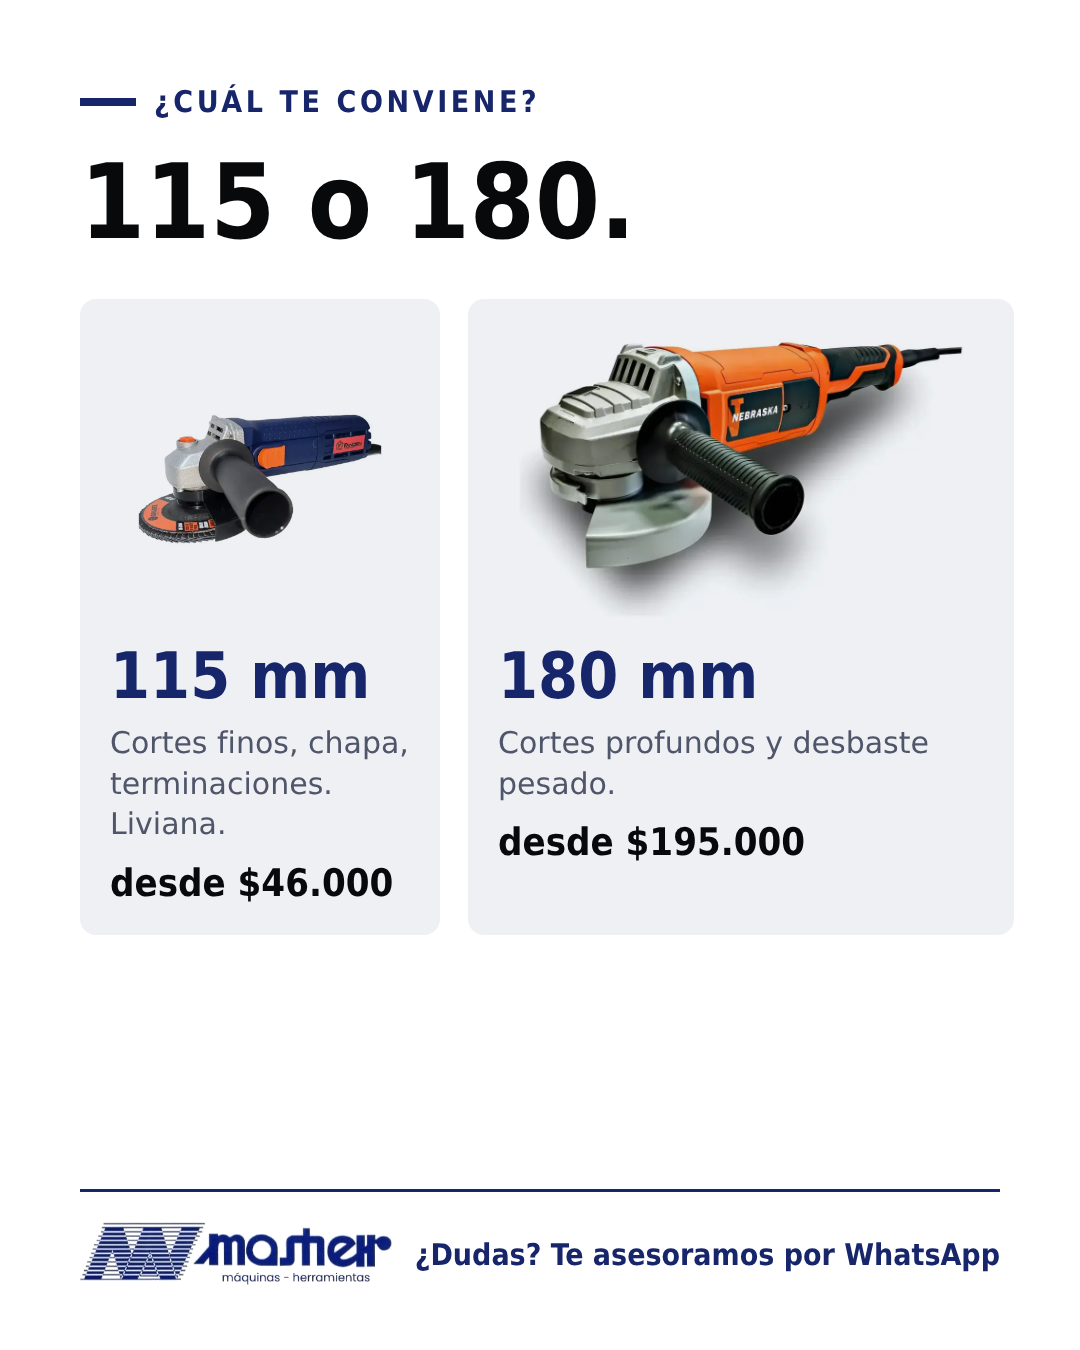 ¿CUÁL TE CONVIENE?
115 o 180.
NEBRASKA
115 mm
Cortes finos, chapa,
terminaciones.
Liviana.
desde $46.000
180 mm
Cortes profundos y desbaste
pesado.
desde $195.000
masheir
máquinas - herramientas
¿Dudas? Te asesoramos por WhatsApp